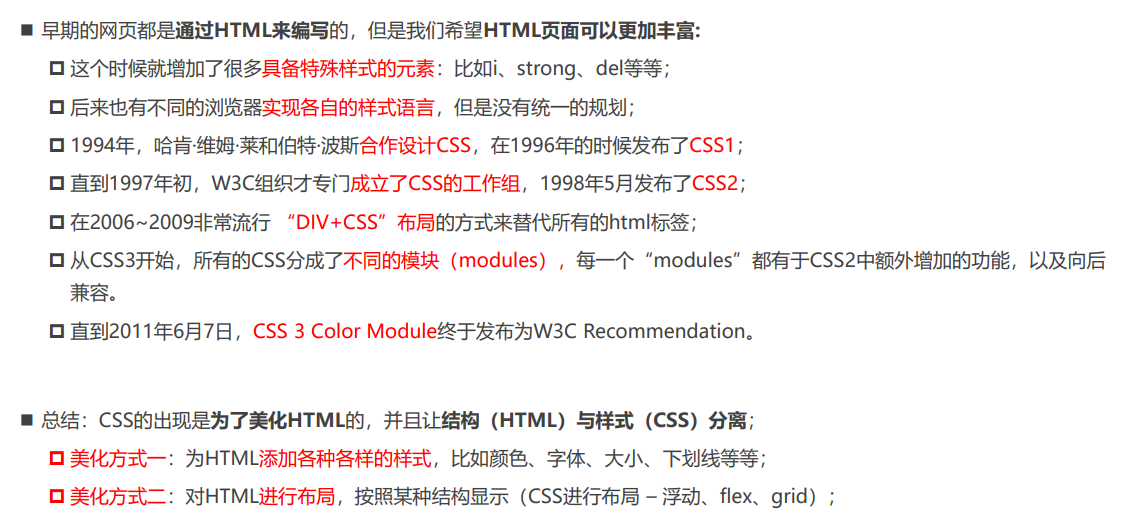 早期的网页都是通过HTML来编写的，但是我们希望HTML页面可以更加丰富:
这个时候就增加了很多具备特殊样式的元素：比如i、strong、del等等；
后来也有不同的浏览器实现各自的样式语言，但是没有统一的规划；
1994年，哈肯·维姆·莱和伯特·波斯合作设计CSS，在1996年的时候发布了CSS1；
直到1997年初，W3C组织才专门成立了CSS的工作组，1998年5月发布了CSS2；
在2006~2009非常流行 “DIV+CSS”布局的方式来替代所有的html标签；
从CSS3开始，所有的CSS分成了不同的模块（modules），每一个“modules”都有于CSS2中额外增加的功能，以及向后
兼容。
直到2011年6月7日，CSS 3 Color Module终于发布为W3C Recommendation。
总结：CSS的出现是为了美化HTML的，并且让结构（HTML）与样式（CSS）分离；
美化方式一：为HTML添加各种各样的样式，比如颜色、字体、大小、下划线等等；
美化方式二：对HTML进行布局，按照某种结构显示（CSS进行布局 – 浮动、flex、grid）；